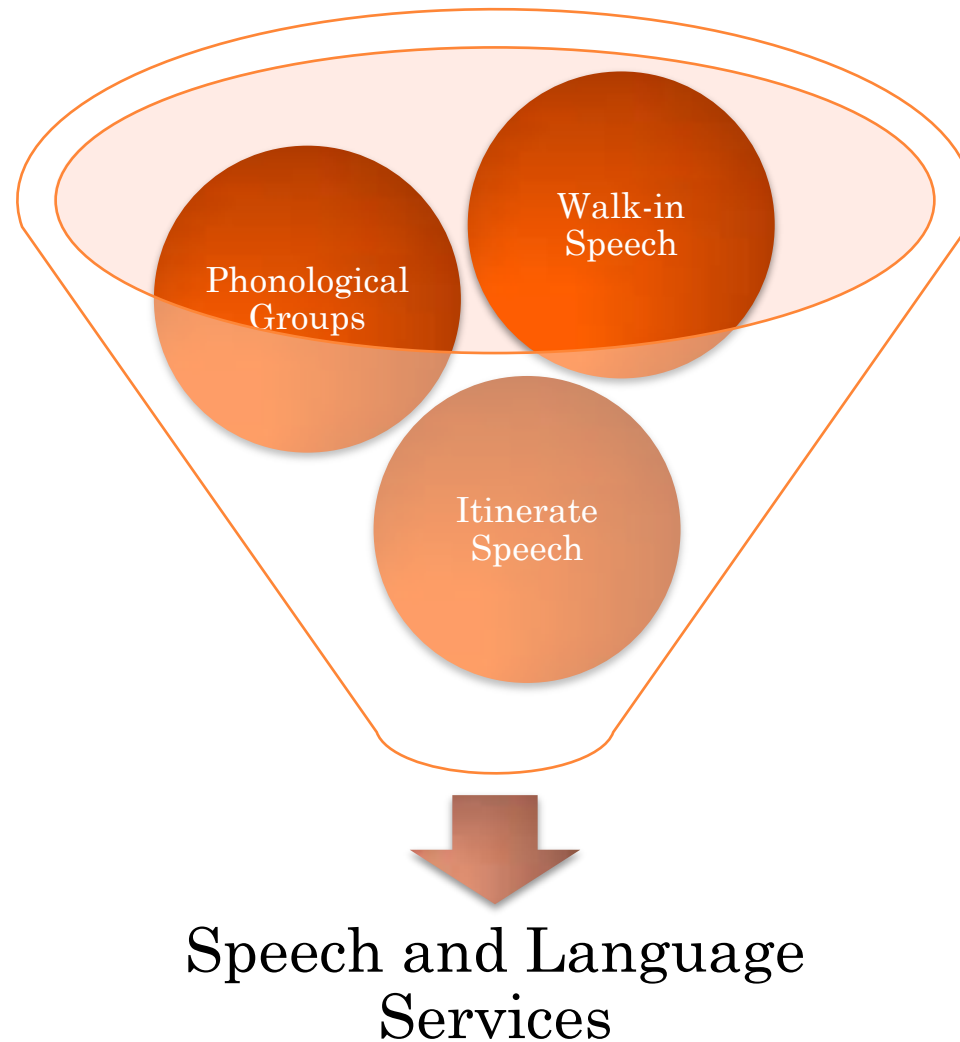 Walk-in
Speech
Phonological
Groups
Itinerate
Speech
Speech and Language
Services